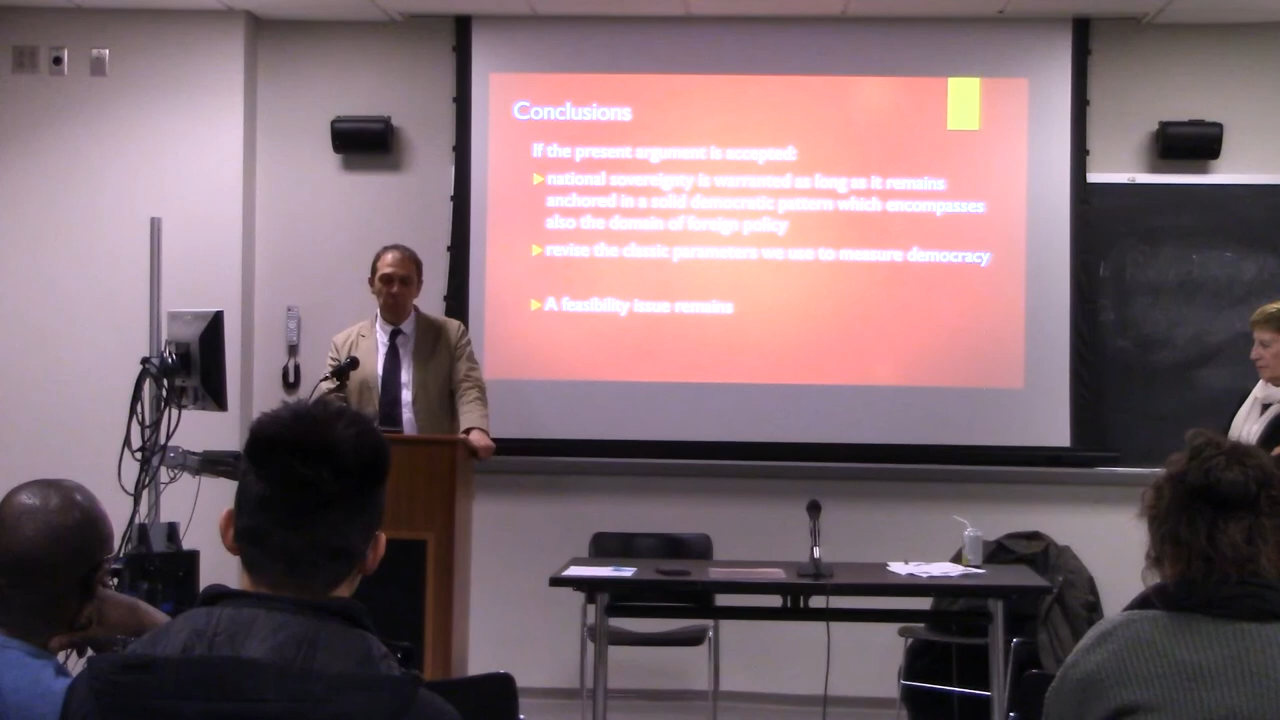 Conclusions
If the present argument is accepted:
national sovereignty is warranted as long as it remains
anchored in a solid democratic pattern which encompasses
also the domain of foreign policy
revise the classic parameters we use to measure democracy
A feasibility issue remains